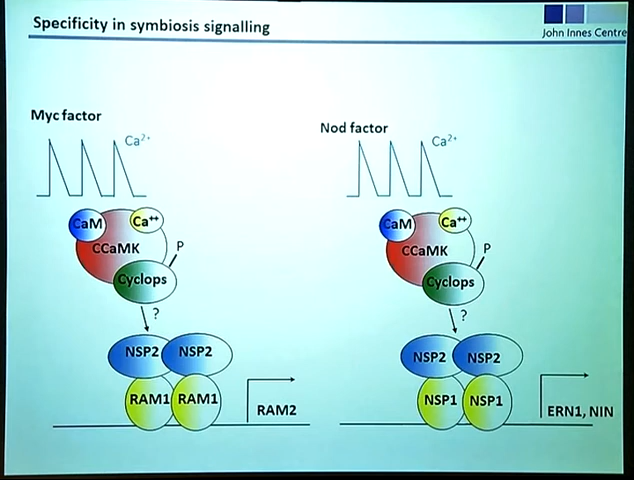 Specificity in symbiosis signalling
John Innes Centre
Myc factor
Ca2+
CaM
Ca++
CCaMK
P
Cyclops
?
NSP2 NSP2
RAM1 RAM1
RAM2
Nod factor
Ca2+
CaM
Ca++
CCaMK
P
Cyclops
?
NSP2 NSP2
NSP1 NSP1
ERN1, NIN